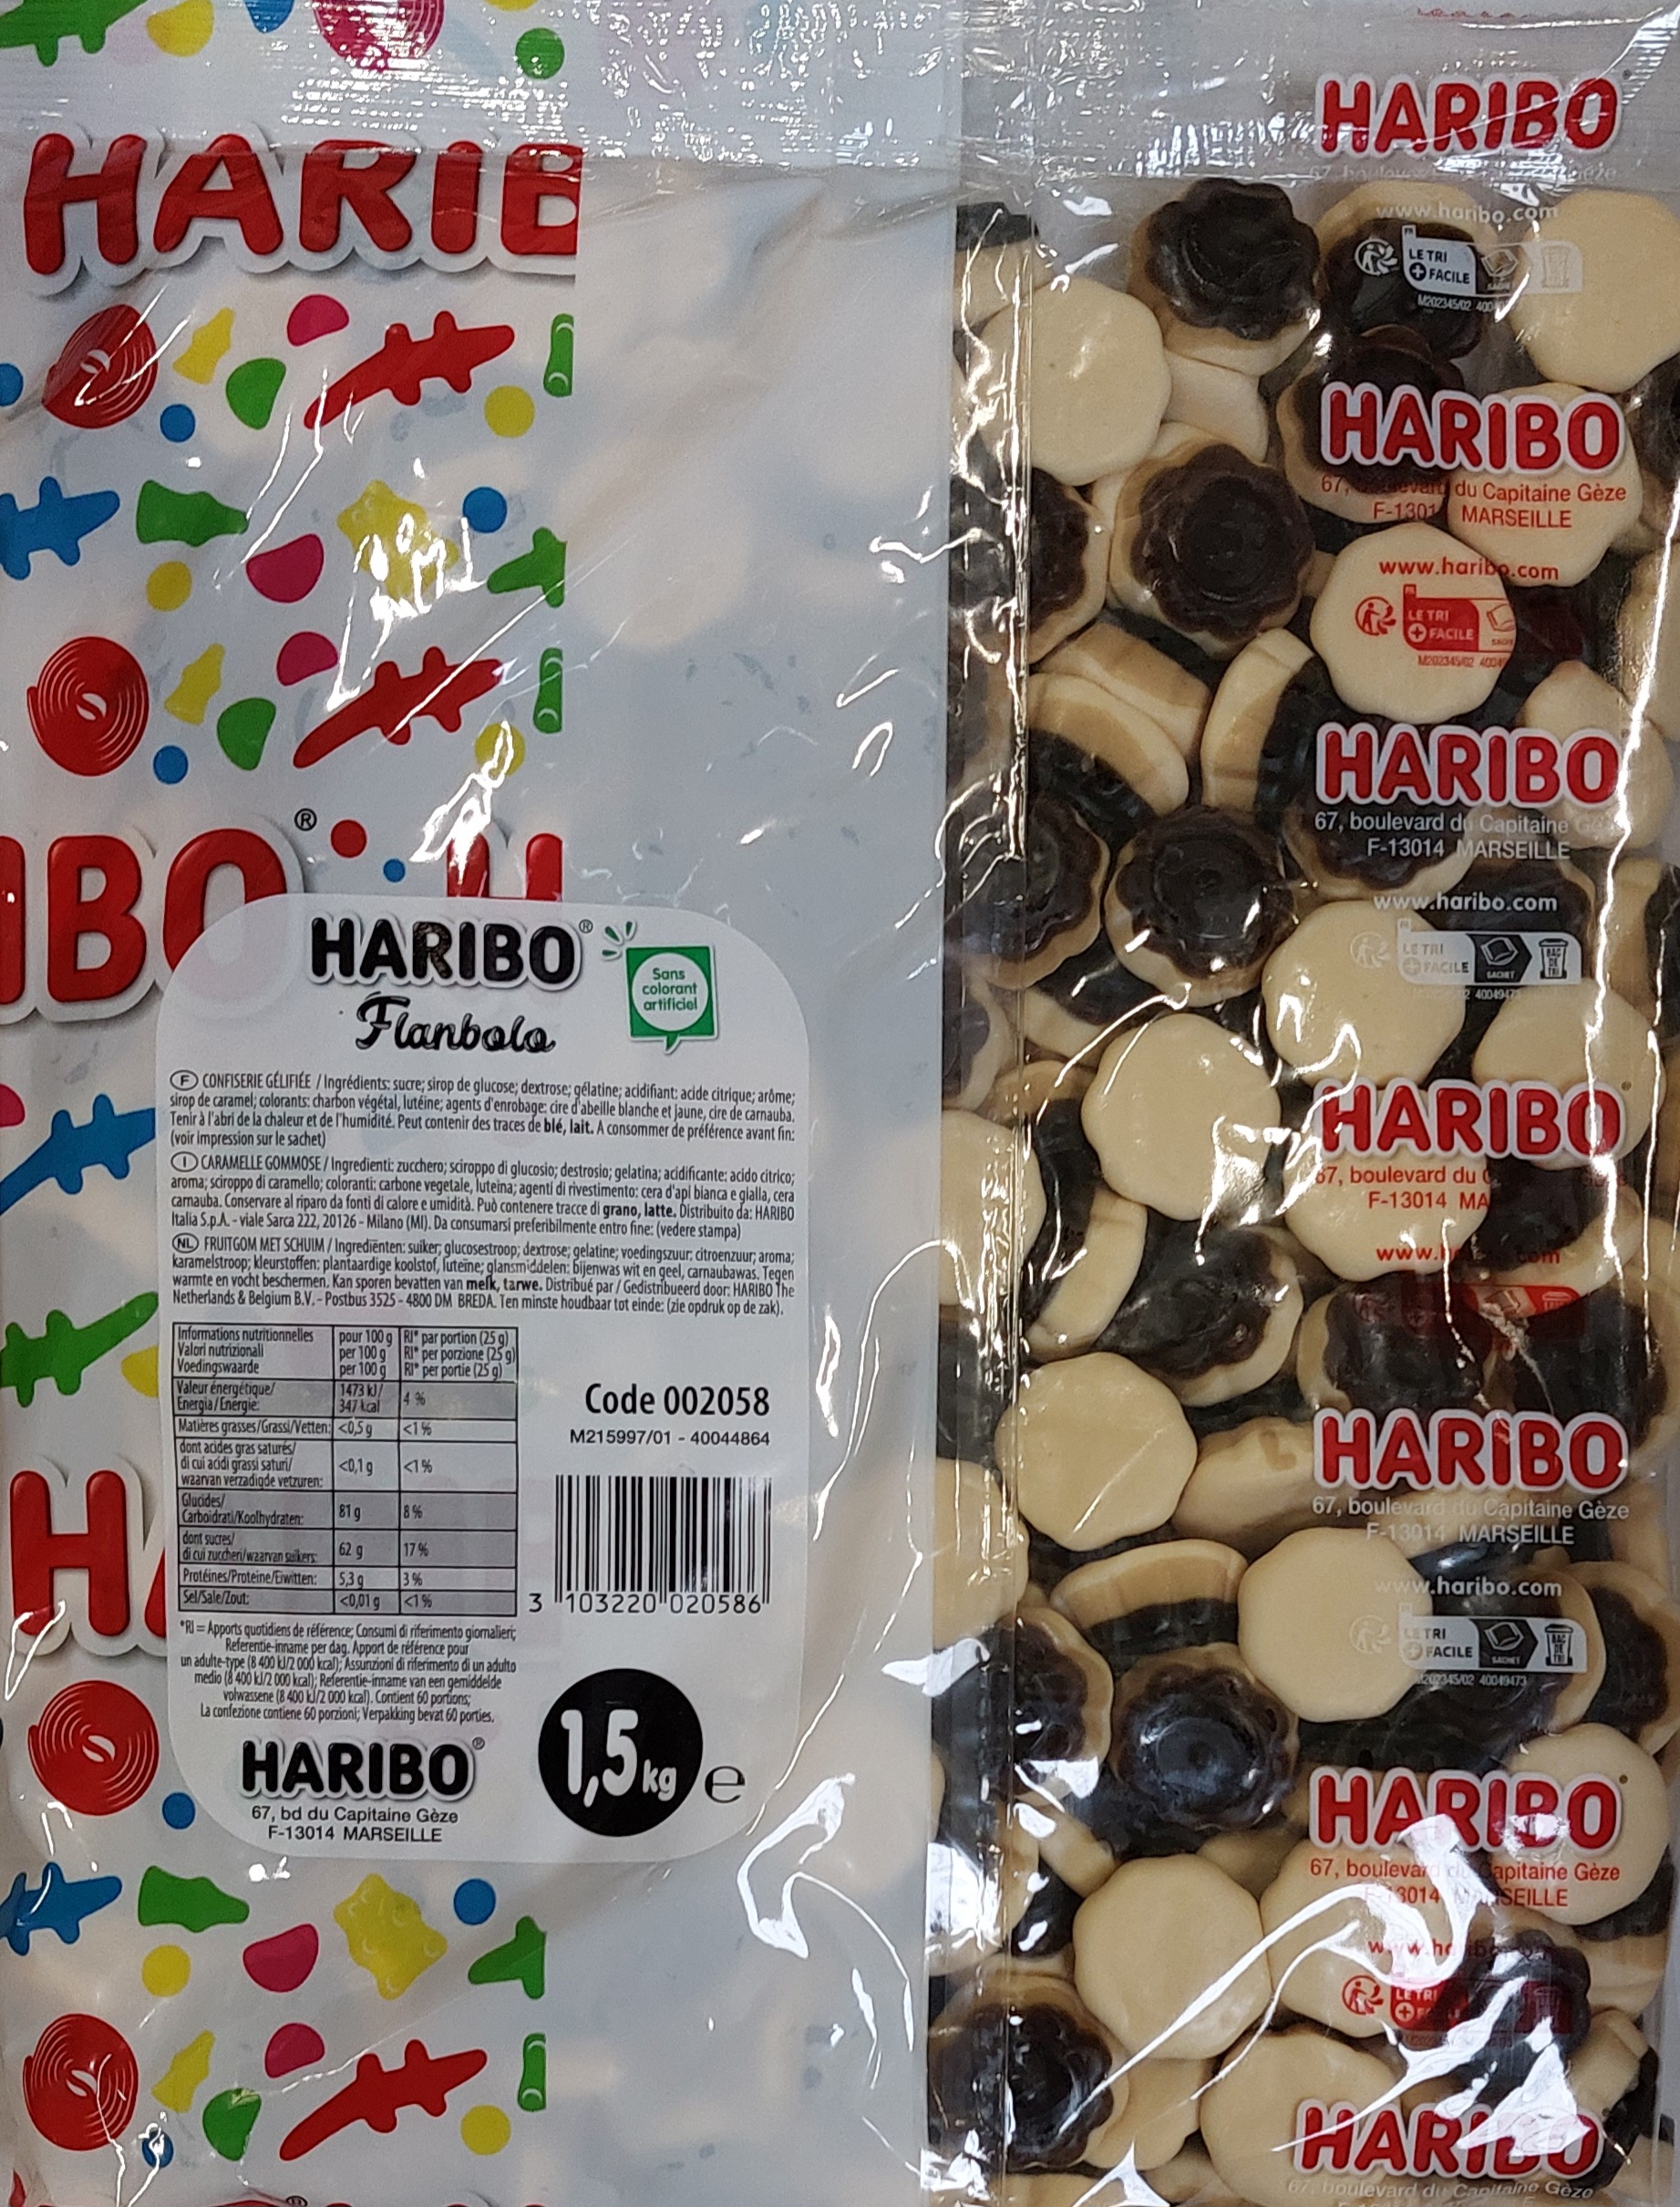 HARIB
IBO®
HARIBO®
Flanbolo
Sans
colorant
artificiel
F CONFISERIE GÉLIFIÉE / Ingrédients: sucre; sirop de glucose; dextrose; gélatine; acidifiant: acide citrique; arôme;
sirop de caramel; colorants: charbon végétal, lutéine; agents d'enrobage: cire d'abeille blanche et jaune, cire de carnauba.
Tenir à l'abri de la chaleur et de l'humidité. Peut contenir des traces de blé, lait. A consommer de préférence avant fin:
(voir impression sur le sachet)
I CARAMELLE GOMMOSE / Ingredienti: zucchero; sciroppo di glucosio; destrosio; gelatina; acidificante: acido citrico;
aroma; sciroppo di caramello; coloranti: carbone vegetale, luteina; agenti di rivestimento: cera d'api bianca e gialla, cera
carnauba. Conservare al riparo da fonti di calore e umidità. Può contenere tracce di grano, latte. Distribuito da: HARIBO
Italia S.p.A. - viale Sarca 222, 20126 - Milano (MI). Da consumarsi preferibilmente entro fine: (vedere stampa)
NL FRUITGOM MET SCHUIM / Ingrediënten: suiker; glucosestroop; dextrose; gelatine; voedingszuur: citroenzuur; aroma;
karamelstroop; kleurstoffen: plantaardige koolstof, luteïne; glansmiddelen: bijenwas wit en geel, carnaubawas. Tegen
warmte en vocht beschermen. Kan sporen bevatten van melk, tarwe. Distribué par / Gedistribueerd door: HARIBO The
Netherlands & Belgium B.V. - Postbus 3525 - 4800 DM BREDA. Ten minste houdbaar tot einde: (zie opdruk op de zak).
Informations nutritionnelles pour 100 g RI* par portion (25 g)
Valori nutrizionali per 100 g RI* per porzione (25 g)
Voedingswaarde per 100 g RI* per portie (25 g)
Valeur énergétique/ 1473 kJ/
Energia/Energie: 347 kcal 4 %
Matières grasses/Grassi/Vetten: <0,5 g <1 %
dont acides gras saturés/
di cui acidi grassi saturi/ <0,1 g <1 %
waarvan verzadigde vetzuren:
Glucides/
Carboidrati/Koolhydraten: 81 g 8 %
dont sucres/
di cui zuccheri/waarvan suikers: 62 g 17 %
Protéines/Proteine/Eiwitten: 5,3 g 3 %
Sel/Sale/Zout: <0,01 g <1 %
*RI = Apports quotidiens de référence; Consumi di riferimento giornalieri;
Referentie-inname per dag. Apport de référence pour
un adulte-type (8 400 kJ/2 000 kcal); Assunzioni di riferimento di un adulto
medio (8 400 kJ/2 000 kcal); Referentie-inname van een gemiddelde
volwassene (8 400 kJ/2 000 kcal). Contient 60 portions;
La confezione contiene 60 porzioni; Verpakking bevat 60 porties.
Code 002058
M215997/01 - 40044864
3 103220 020586
HARIBO®
67, bd du Capitaine Gèze
F-13014 MARSEILLE
1,5 kg e
HARIBO
www.haribo.com
LE TRI
+ FACILE
M202345/02
HARIBO
67, du Capitaine Gèze
MARSEILLE
www.haribo.com
LE TRI
+ FACILE
M202345/02
HARIBO
67, boulevard du Capitaine
F-13014 MARSEILLE
www.haribo.com
LE TRI
+ FACILE
SACHET
BAC
DE
TRI
40049473
HARIBO
67, boulevard du
F-13014
HARIBO
67, boulevard du Capitaine Gèze
F-13014 MARSEILLE
www.haribo.com
LE TRI
+ FACILE
SACHET
BAC
DE
TRI
M202345/02 40049473
HARIBO
67, boulevard du Capitaine Gèze
LE TRI
HARIBO
67, boulevard du Capitaine Gèze